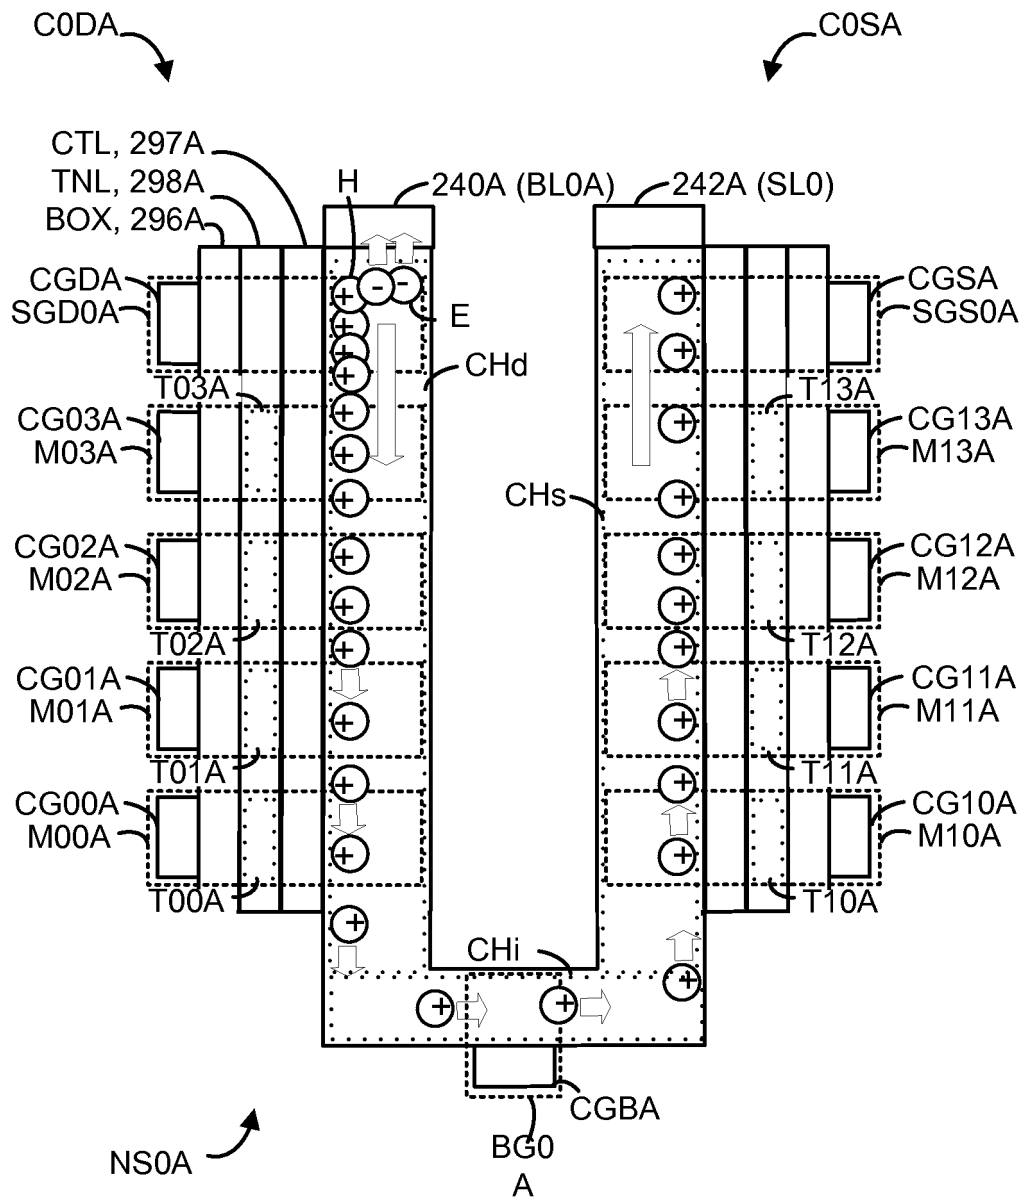 C0DA
C0SA
CTL, 297A
TNL, 298A
BOX, 296A
H
240A (BL0A)
242A (SL0)
CGDA
SGD0A
E
CGSA
SGS0A
CHd
T03A
T13A
CG03A
M03A
CG13A
M13A
CHs
CG02A
M02A
CG12A
M12A
T02A
T12A
CG01A
M01A
CG11A
M11A
T01A
T11A
CG00A
M00A
CG10A
M10A
T00A
T10A
CHi
CGBA
BG0
A
NS0A